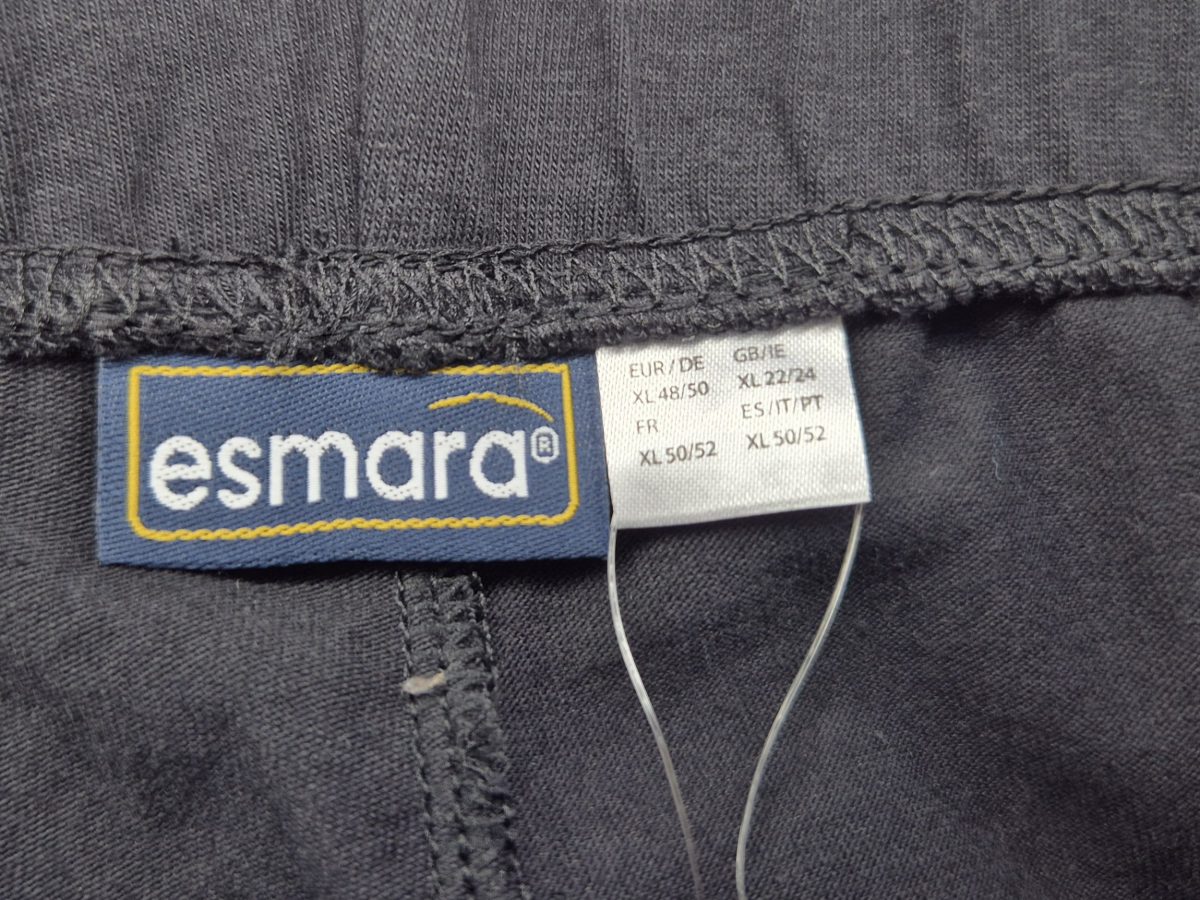 esmara®
EUR/DE GB/IE
XL 48/50 XL 22/24
FR ES/IT/PT
XL 50/52 XL 50/52